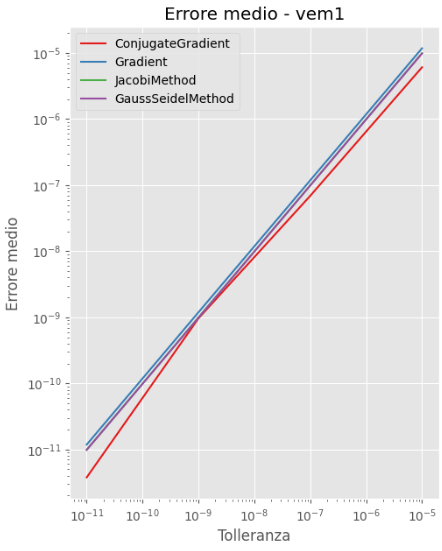 Errore medio - vem1
ConjugateGradient
Gradient
JacobiMethod
GaussSeidelMethod
Errore medio
10⁻⁵
10⁻⁶
10⁻⁷
10⁻⁸
10⁻⁹
10⁻¹⁰
10⁻¹¹
10⁻¹¹ 10⁻¹⁰ 10⁻⁹ 10⁻⁸ 10⁻⁷ 10⁻⁶ 10⁻⁵
Tolleranza